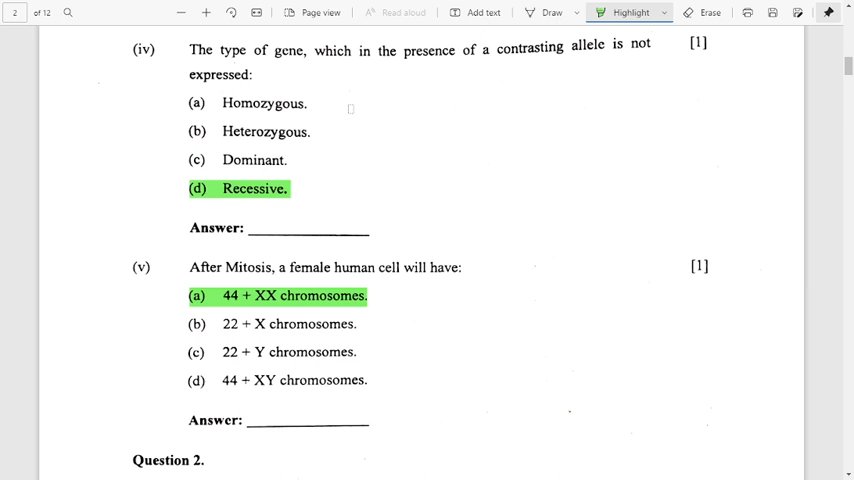 2 of 12 Page view Read aloud Add text Draw Highlight Erase
(iv) The type of gene, which in the presence of a contrasting allele is not [1]
expressed:
(a) Homozygous.
(b) Heterozygous.
(c) Dominant.
(d) Recessive.
Answer:
(v) After Mitosis, a female human cell will have: [1]
(a) 44 + XX chromosomes.
(b) 22 + X chromosomes.
(c) 22 + Y chromosomes.
(d) 44 + XY chromosomes.
Answer:
Question 2.